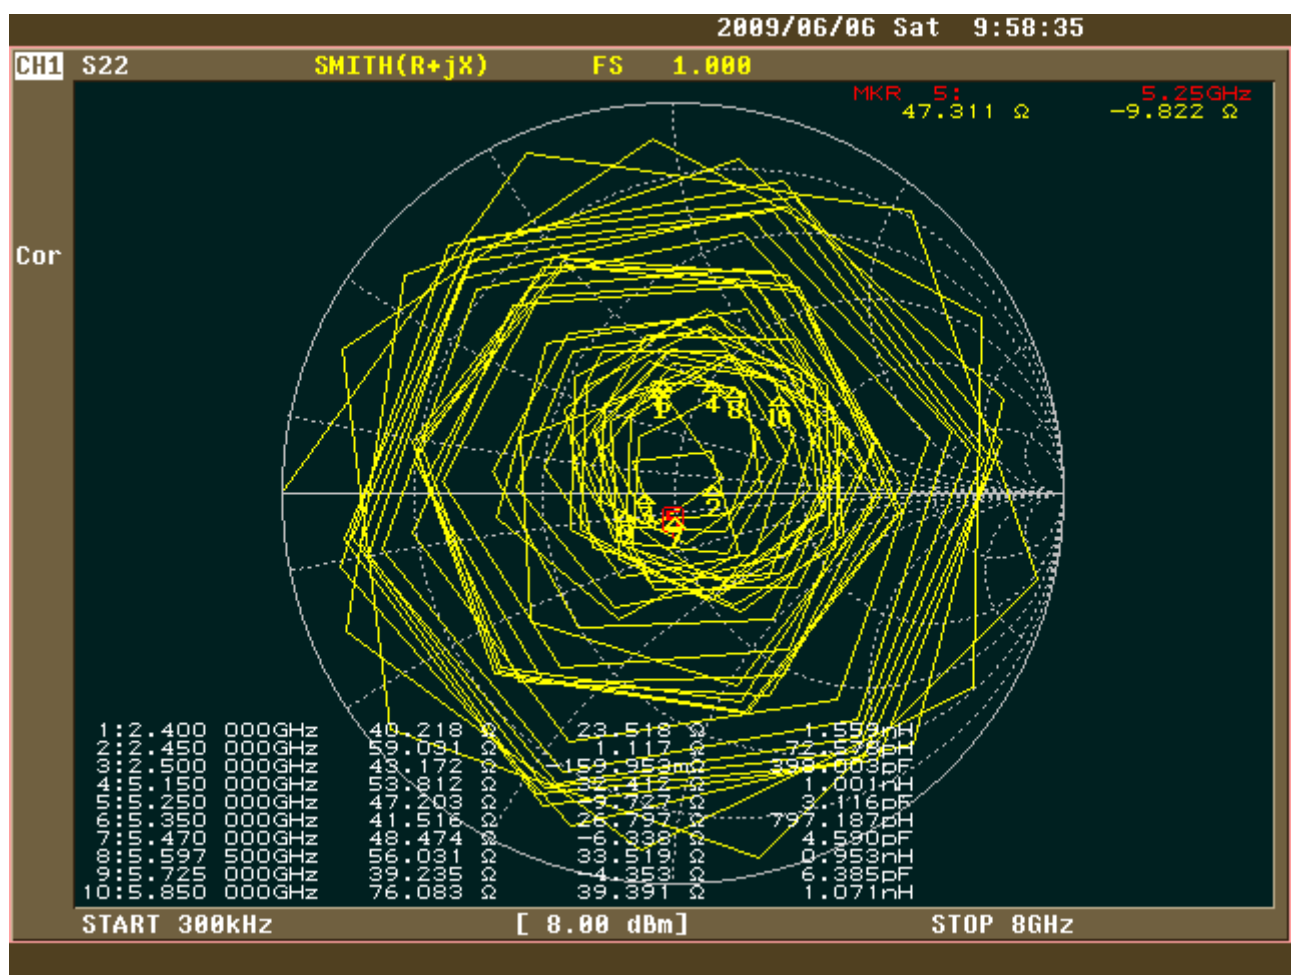 2009/06/06 Sat 9:58:35
CH1 S22 SMITH(R+jX) FS 1.000
MKR 5: 5.25GHz
47.311 Ω -9.822 Ω
Cor
1:2.400 000GHz 40.218 Ω 23.518 Ω 1.559nH
2:2.450 000GHz 59.031 Ω 1.117 Ω 72.578pH
3:2.500 000GHz 43.172 Ω -159.953mΩ
4:5.150 000GHz 53.812 Ω 32.412 Ω 1.001nH
5:5.250 000GHz 47.203 Ω -9.727 Ω 3.116pF
6:5.350 000GHz 41.516 Ω 26.797 Ω 797.187pH
7:5.470 000GHz 48.474 Ω -6.338 Ω 4.590pF
8:5.597 500GHz 56.031 Ω 33.519 Ω 0.953nH
9:5.725 000GHz 39.235 Ω -4.353 Ω 6.385pF
10:5.850 000GHz 76.083 Ω 39.391 Ω 1.071nH
START 300kHz [ 8.00 dBm] STOP 8GHz